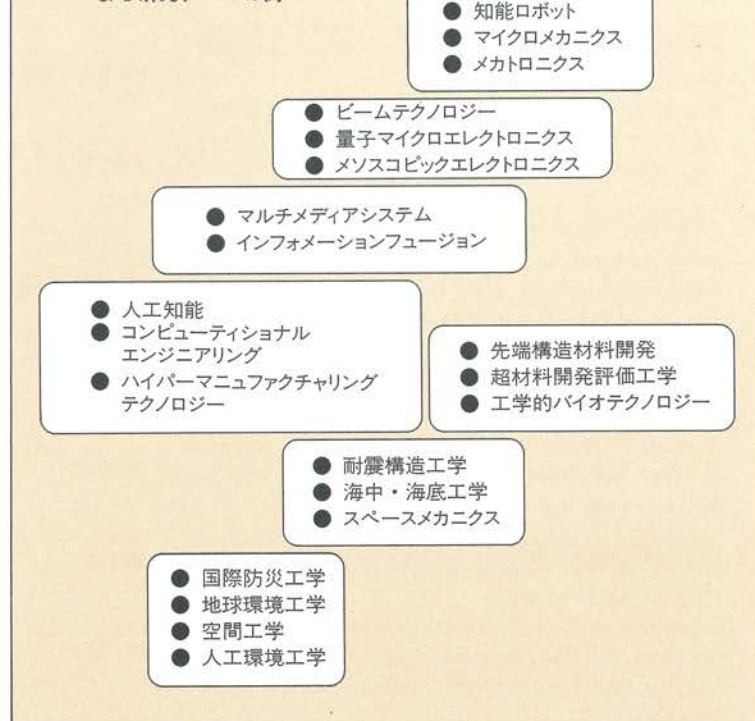 ● 知能ロボット
● マイクロメカニクス
● メカトロニクス
● ビームテクノロジー
● 量子マイクロエレクトロニクス
● メソスコピックエレクトロニクス
● マルチメディアシステム
● インフォメーションフュージョン
● 人工知能
● コンピューティショナル
エンジニアリング
● ハイパーマニュファクチャリング
テクノロジー
● 先端構造材料開発
● 超材料開発評価工学
● 工学的バイオテクノロジー
● 耐震構造工学
● 海中・海底工学
● スペースメカニクス
● 国際防災工学
● 地球環境工学
● 空間工学
● 人工環境工学